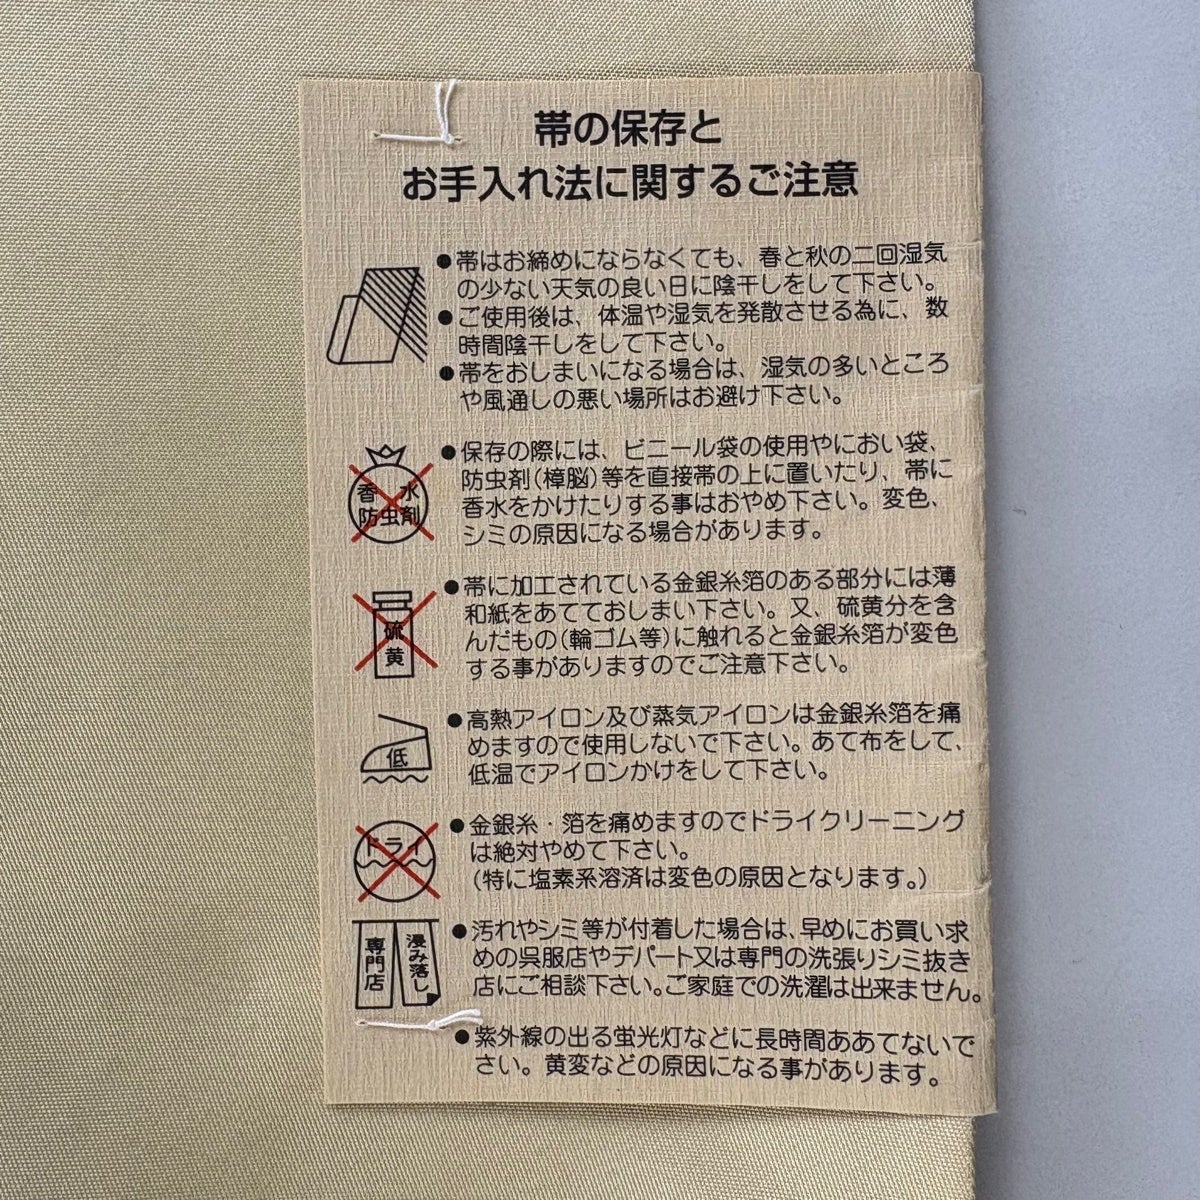 帯の保存と
お手入れ法に関するご注意
●帯はお締めにならなくても、春と秋の二回湿気
の少ない天気の良い日に陰干しをして下さい。
●ご使用後は、体温や湿気を発散させる為に、数
時間陰干しをして下さい。
●帯をおしまいになる場合は、湿気の多いところ
や風通しの悪い場所はお避け下さい。
香水
防虫剤
●保存の際には、ビニール袋の使用やにおい袋、
防虫剤(樟脳)等を直接帯の上に置いたり、帯に
香水をかけたりする事はおやめ下さい。変色、
シミの原因になる場合があります。
硫
黄
●帯に加工されている金銀糸箔のある部分には薄
和紙をあてておしまい下さい。又、硫黄分を含
んだもの(輪ゴム等)に触れると金銀糸箔が変色
する事がありますのでご注意下さい。
低
●高熱アイロン及び蒸気アイロンは金銀糸箔を痛
めますので使用しないで下さい。あて布をして、
低温でアイロンかけをして下さい。
ドライ
●金銀糸・箔を痛めますのでドライクリーニング
は絶対やめて下さい。
(特に塩素系溶済は変色の原因となります。)
専門店
浸み落し
●汚れやシミ等が付着した場合は、早めにお買い求
めの呉服店やデパート又は専門の洗張りシミ抜き
店にご相談下さい。ご家庭での洗濯は出来ません。
●紫外線の出る蛍光灯などに長時間ああてないで
さい。黄変などの原因になる事があります。